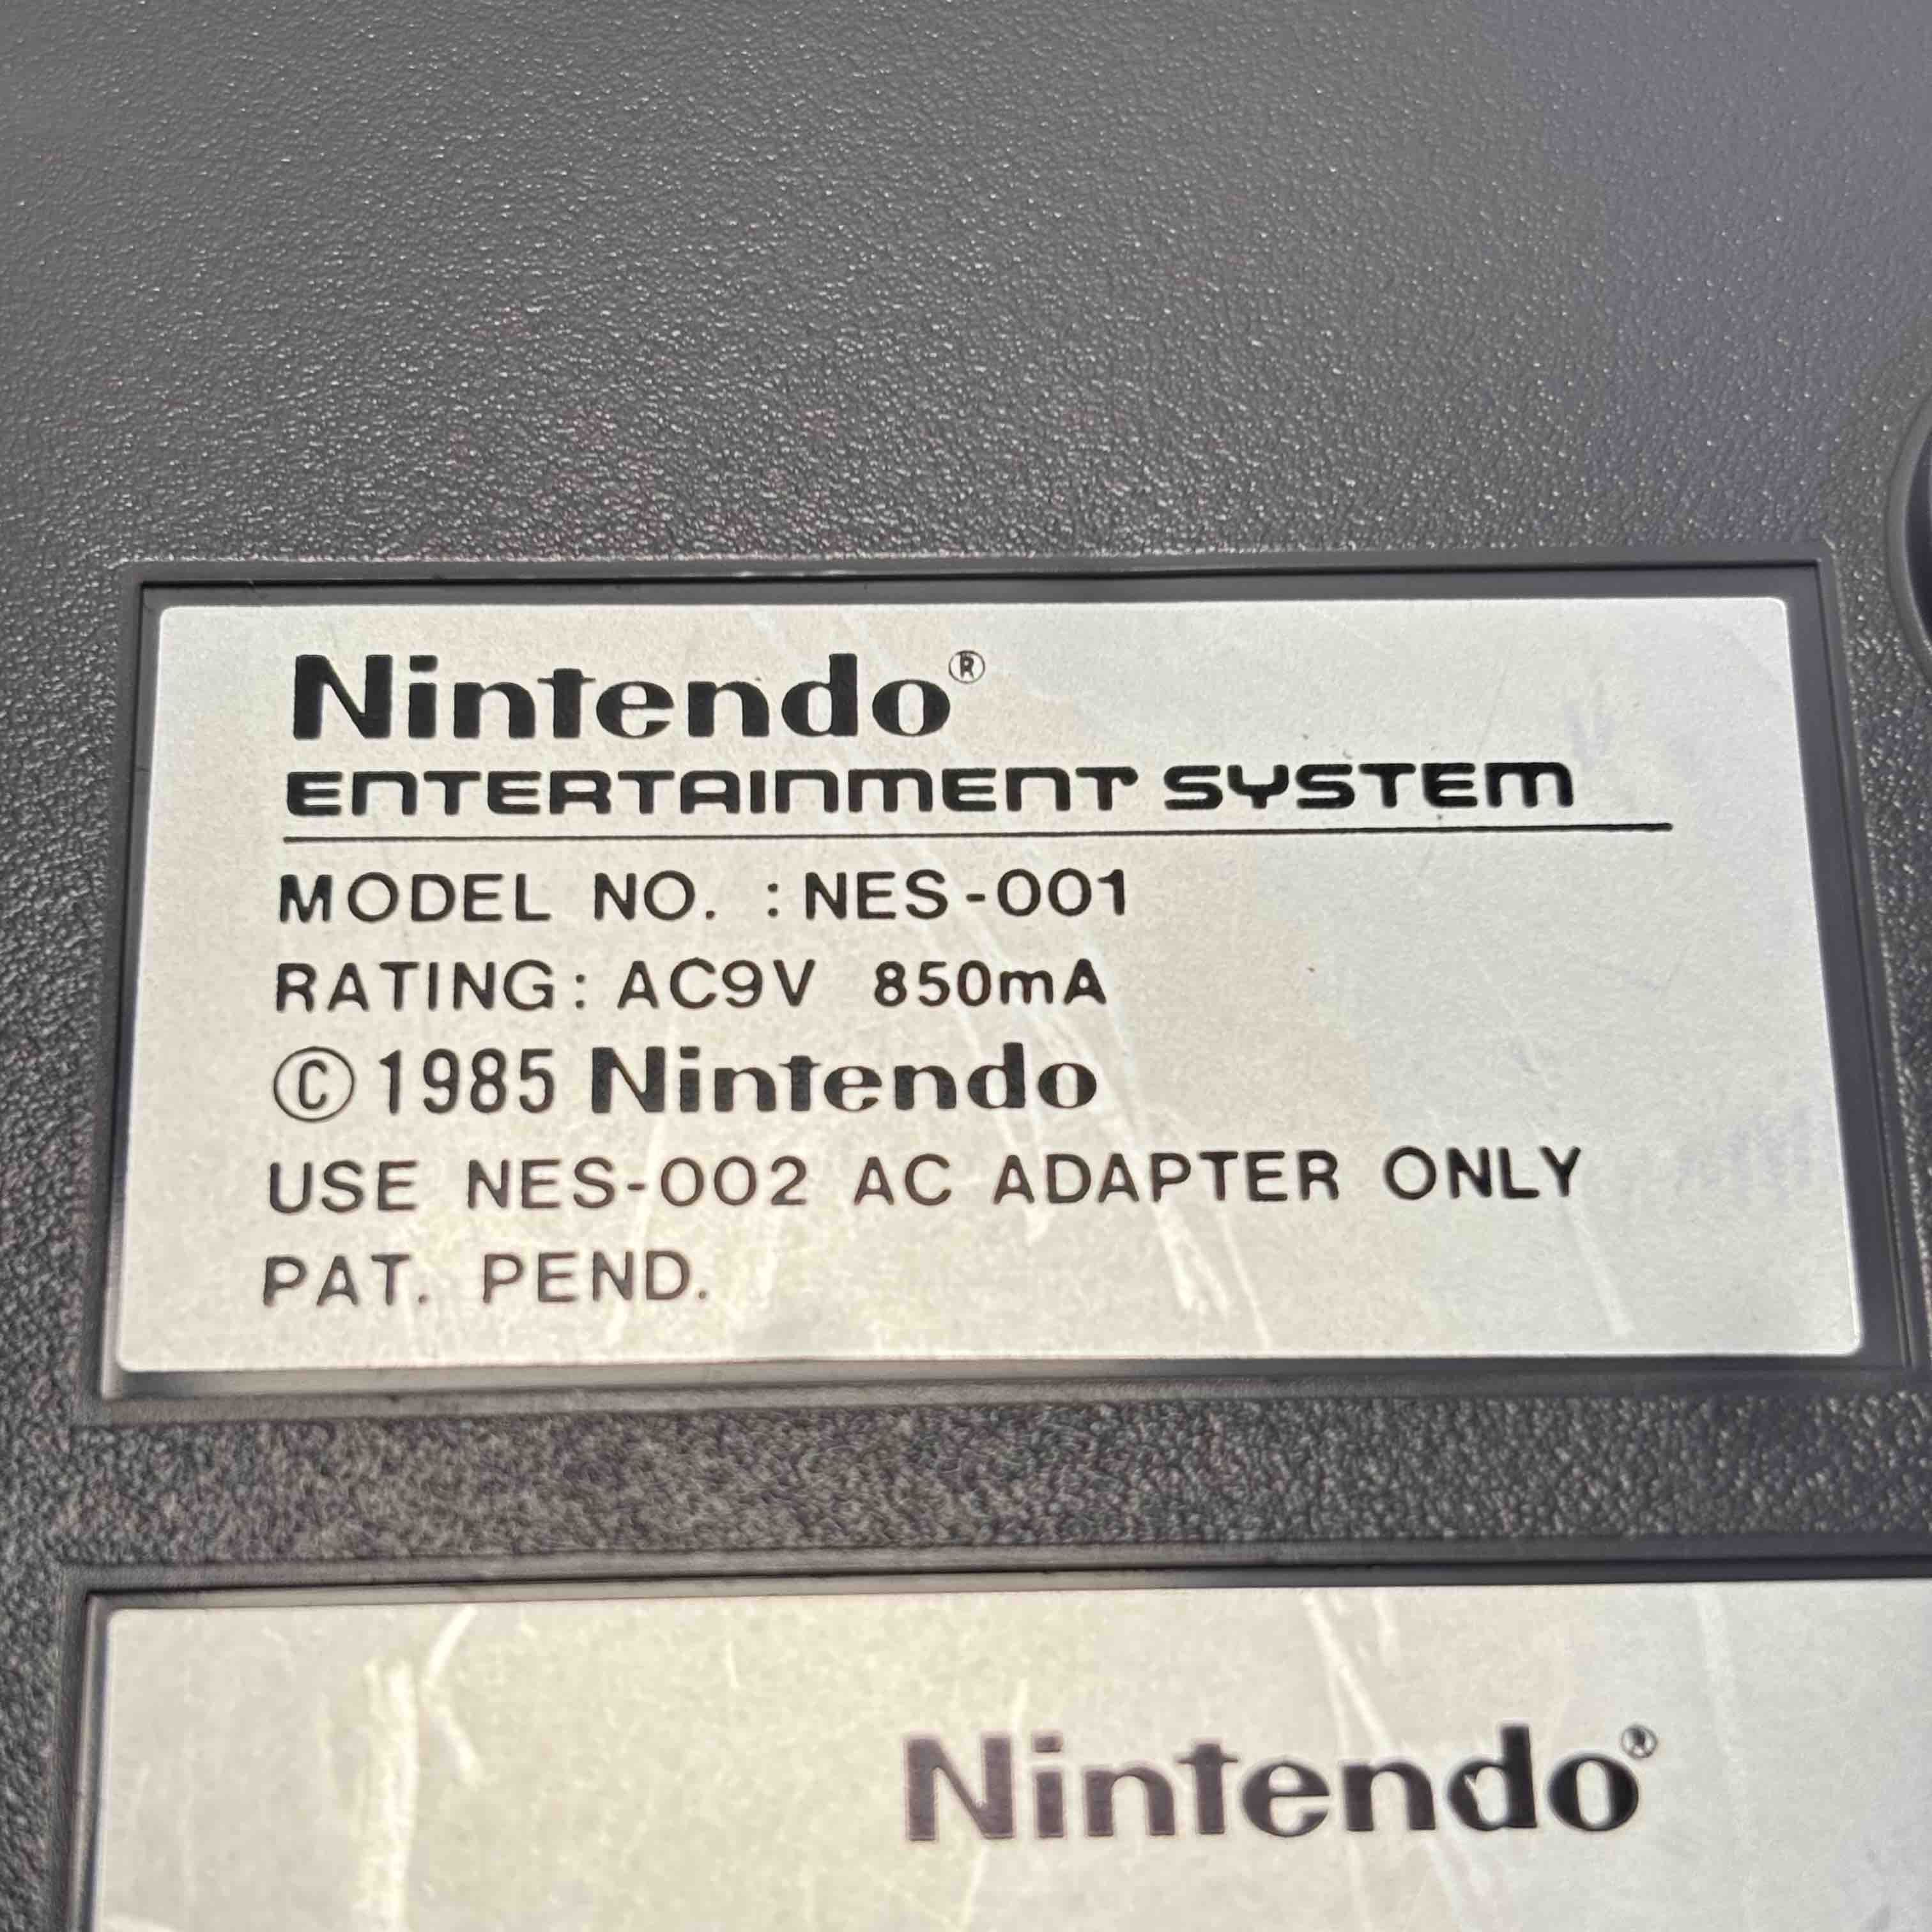 Nintendo®
ENTERTAINMENT SYSTEM
MODEL NO. : NES-001
RATING: AC9V 850mA
© 1985 Nintendo
USE NES-002 AC ADAPTER ONLY
PAT. PEND.
Nintendo®